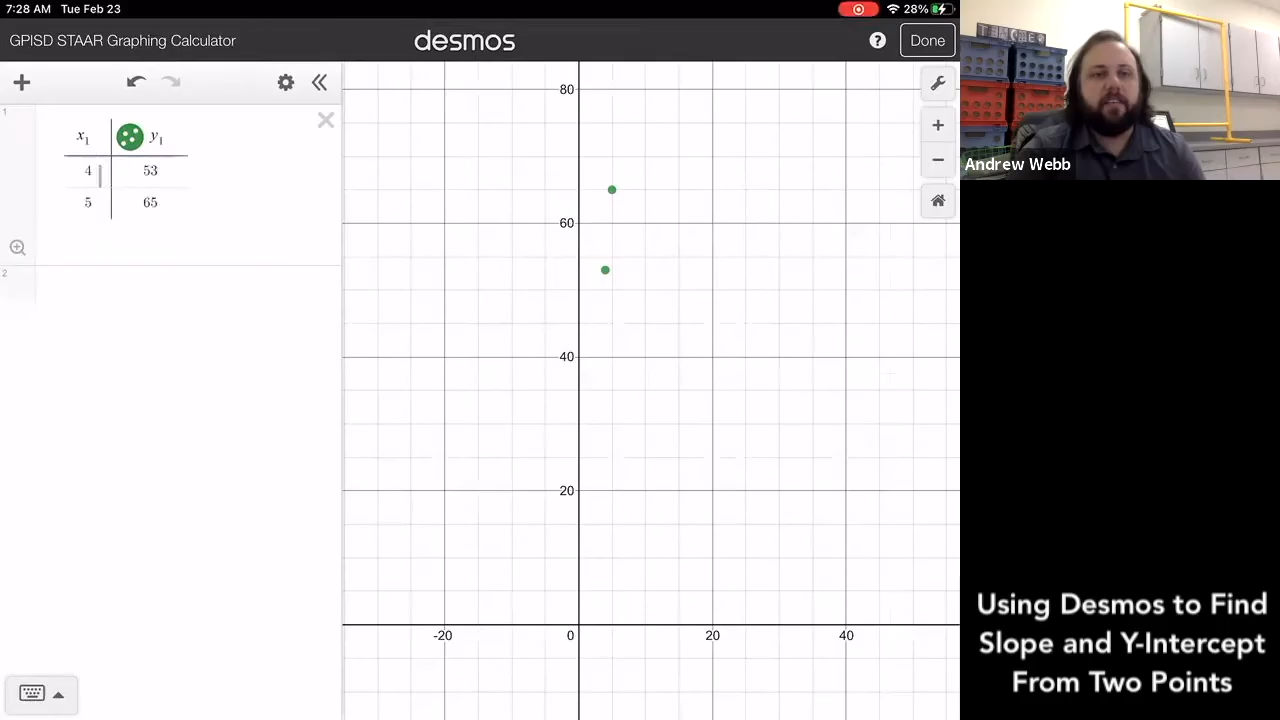 7:28 AM Tue Feb 23
28%
GPISD STAAR Graphing Calculator
desmos
Done
1
x₁ y₁
4 53
5 65
2
80
60
40
20
-20 0 20 40
Andrew Webb
Using Desmos to Find
Slope and Y-Intercept
From Two Points